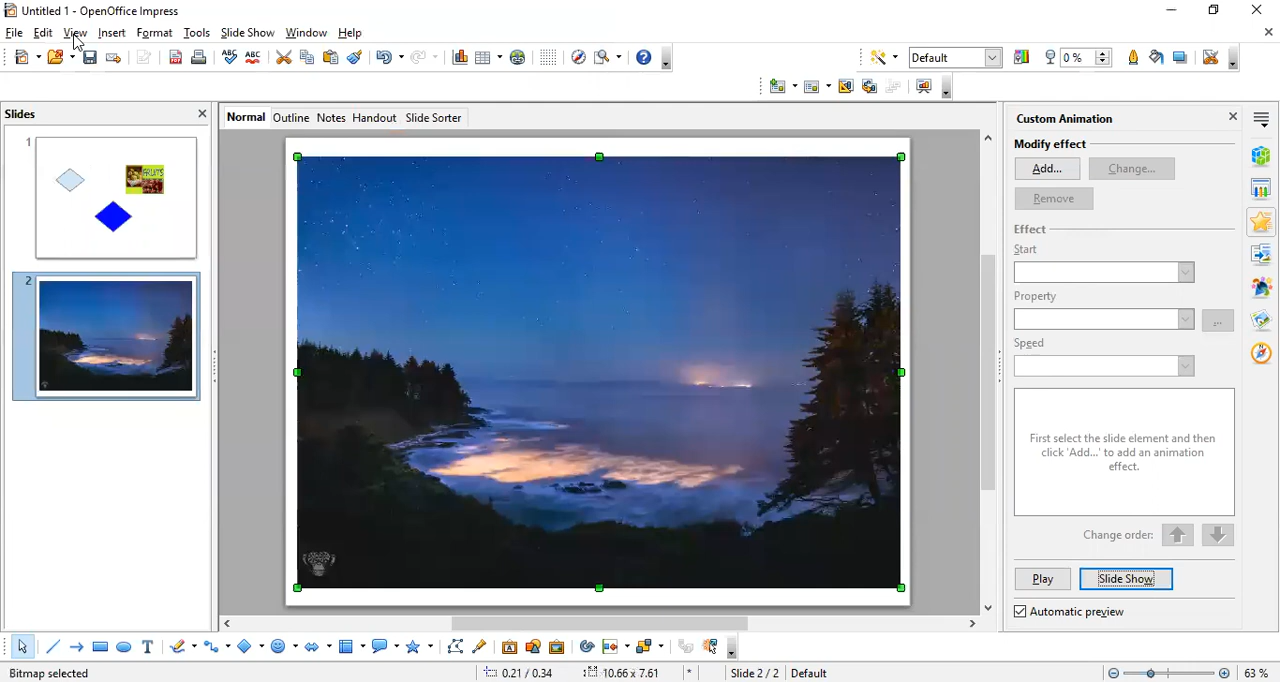 Untitled 1 - OpenOffice Impress
File Edit View Insert Format Tools Slide Show Window Help
Default
0 %
Slides
Normal Outline Notes Handout Slide Sorter
Custom Animation
Modify effect
Add... Change...
Remove
Effect
Start
Property
...
Speed
First select the slide element and then
click 'Add...' to add an animation
effect.
Change order:
Play Slide Show
Automatic preview
1
FRUITS
2
Bitmap selected
0.21 / 0.34
10.66 x 7.61
*
Slide 2 / 2
Default
63 %